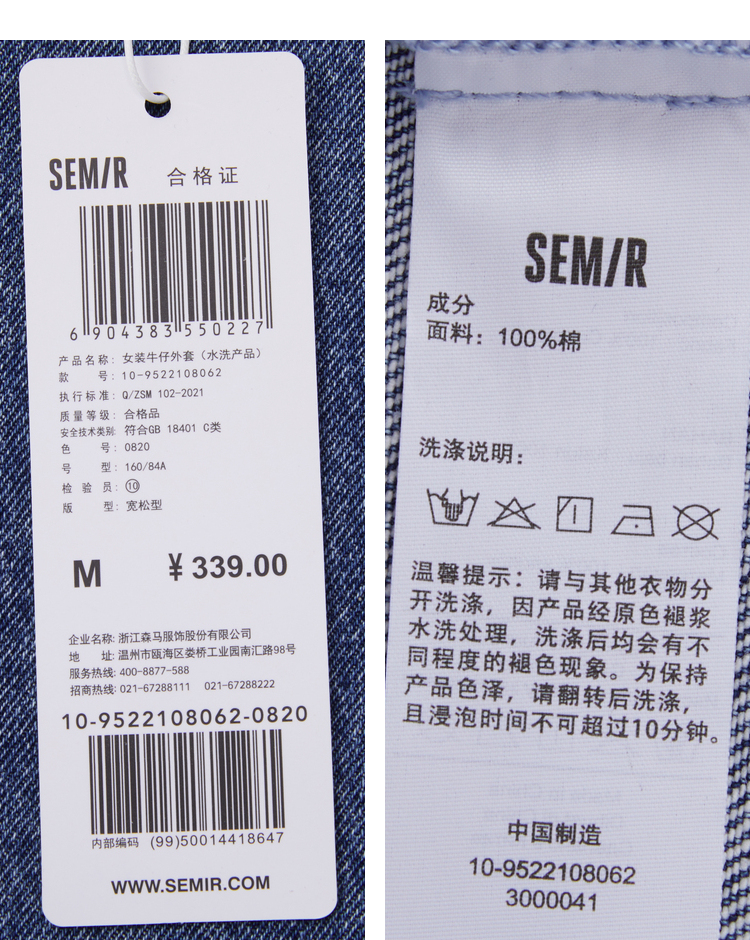 SEM/R 合格证
6 904383 550227
产品名称: 女装牛仔外套（水洗产品）
款 号: 10-9522108062
执行标准: Q/ZSM 102-2021
质量等级: 合格品
安全技术类别: 符合GB 18401 C类
色 号: 0820
号 型: 160/84A
检 验 员: ⑩
版 型: 宽松型
M ¥ 339.00
企业名称: 浙江森马服饰股份有限公司
地 址: 温州市瓯海区娄桥工业园南汇路98号
服务热线: 400-8877-588
招商热线: 021-67288111 021-67288222
10-9522108062-0820
内部编码 (99)50014418647
WWW.SEMIR.COM
SEM/R
成分
面料: 100%棉
洗涤说明:
温馨提示: 请与其他衣物分
开洗涤，因产品经原色褪浆
水洗处理，洗涤后均会有不
同程度的褪色现象。为保持
产品色泽，请翻转后洗涤，
且浸泡时间不可超过10分钟。
中国制造
10-9522108062
3000041